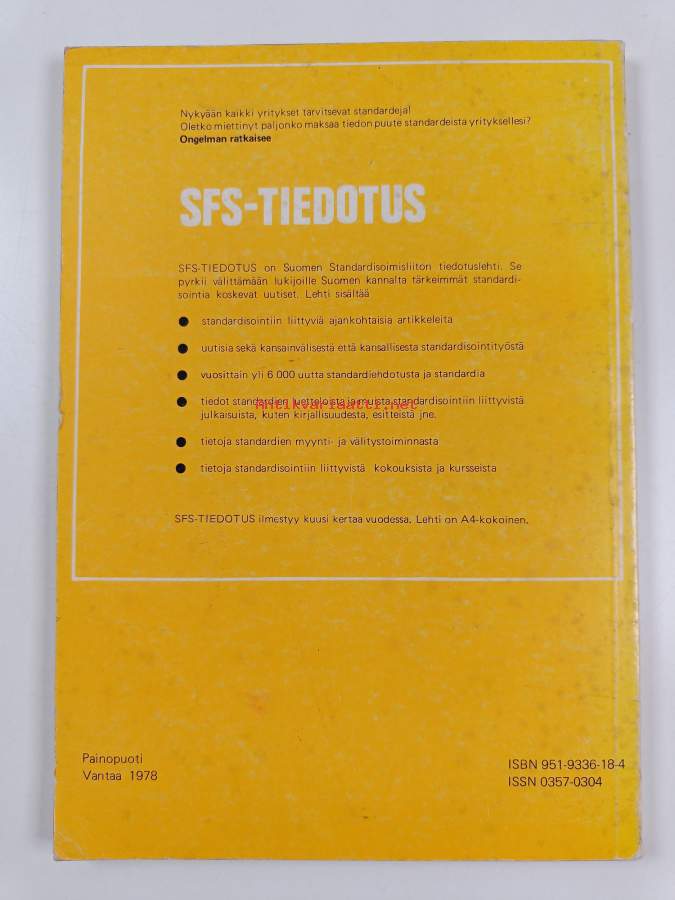 Nykyään kaikki yritykset tarvitsevat standardeja!
Oletko miettinyt paljonko maksaa tiedon puute standardeista yrityksellesi?
Ongelman ratkaisee
SFS-TIEDOTUS
SFS-TIEDOTUS on Suomen Standardisoimisliiton tiedotuslehti. Se
pyrkii välittämään lukijoille Suomen kannalta tärkeimmät standardi-
sointia koskevat uutiset. Lehti sisältää
● standardisointiin liittyviä ajankohtaisia artikkeleita
● uutisia sekä kansainvälisestä että kansallisesta standardisointityöstä
● vuosittain yli 6 000 uutta standardiehdotusta ja standardia
● tiedot standardien luetteloista ja muista standardisointiin liittyvistä
Antikvariaatti.net
julkaisuista, kuten kirjallisuudesta, esitteistä jne.
● tietoja standardien myynti- ja välitystoiminnasta
● tietoja standardisointiin liittyvistä kokouksista ja kursseista
SFS-TIEDOTUS ilmestyy kuusi kertaa vuodessa. Lehti on A4-kokoinen.
Painopuoti
Vantaa 1978
ISBN 951-9336-18-4
ISSN 0357-0304